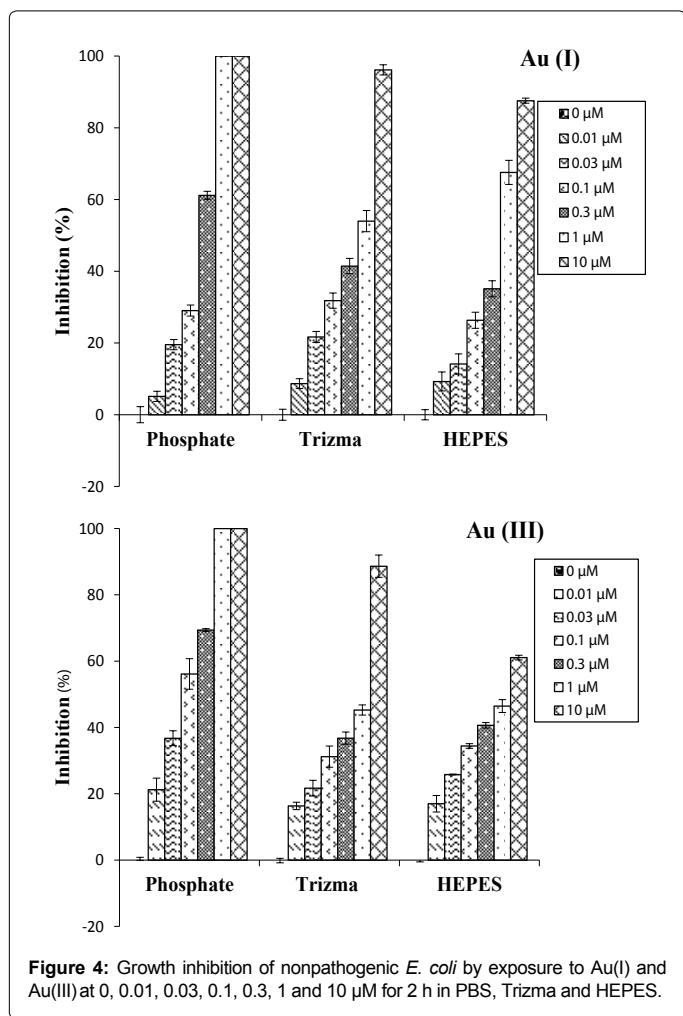 Au (I)
100
80
60
40
20
0
-20
Inhibition (%)
Phosphate
Trizma
HEPES
0 µM
0.01 µM
0.03 µM
0.1 µM
0.3 µM
1 µM
10 µM
Au (III)
100
80
60
40
20
0
-20
Inhibition (%)
Phosphate
Trizma
HEPES
0 µM
0.01 µM
0.03 µM
0.1 µM
0.3 µM
1 µM
10 µM
Figure 4: Growth inhibition of nonpathogenic E. coli by exposure to Au(I) and
Au(III) at 0, 0.01, 0.03, 0.1, 0.3, 1 and 10 µM for 2 h in PBS, Trizma and HEPES.